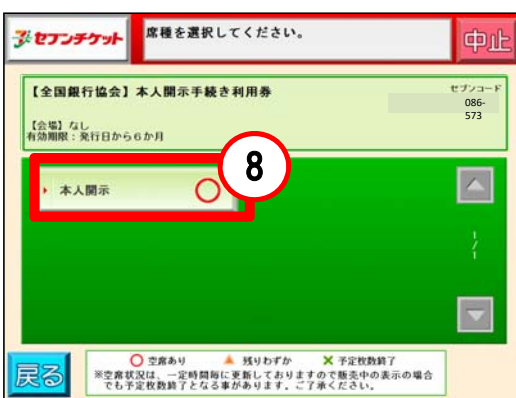 セブンチケット
席種を選択してください。
中止
【全国銀行協会】本人開示手続き利用券
セブンコード
086-
573
【会場】なし
有効期限：発行日から6か月
8
本人開示
1/1
戻る
空席あり 残りわずか 予定枚数終了
※空席状況は、一定時間毎に更新しておりますので販売中の表示の場合
でも予定枚数終了となる事があります。ご了承ください。